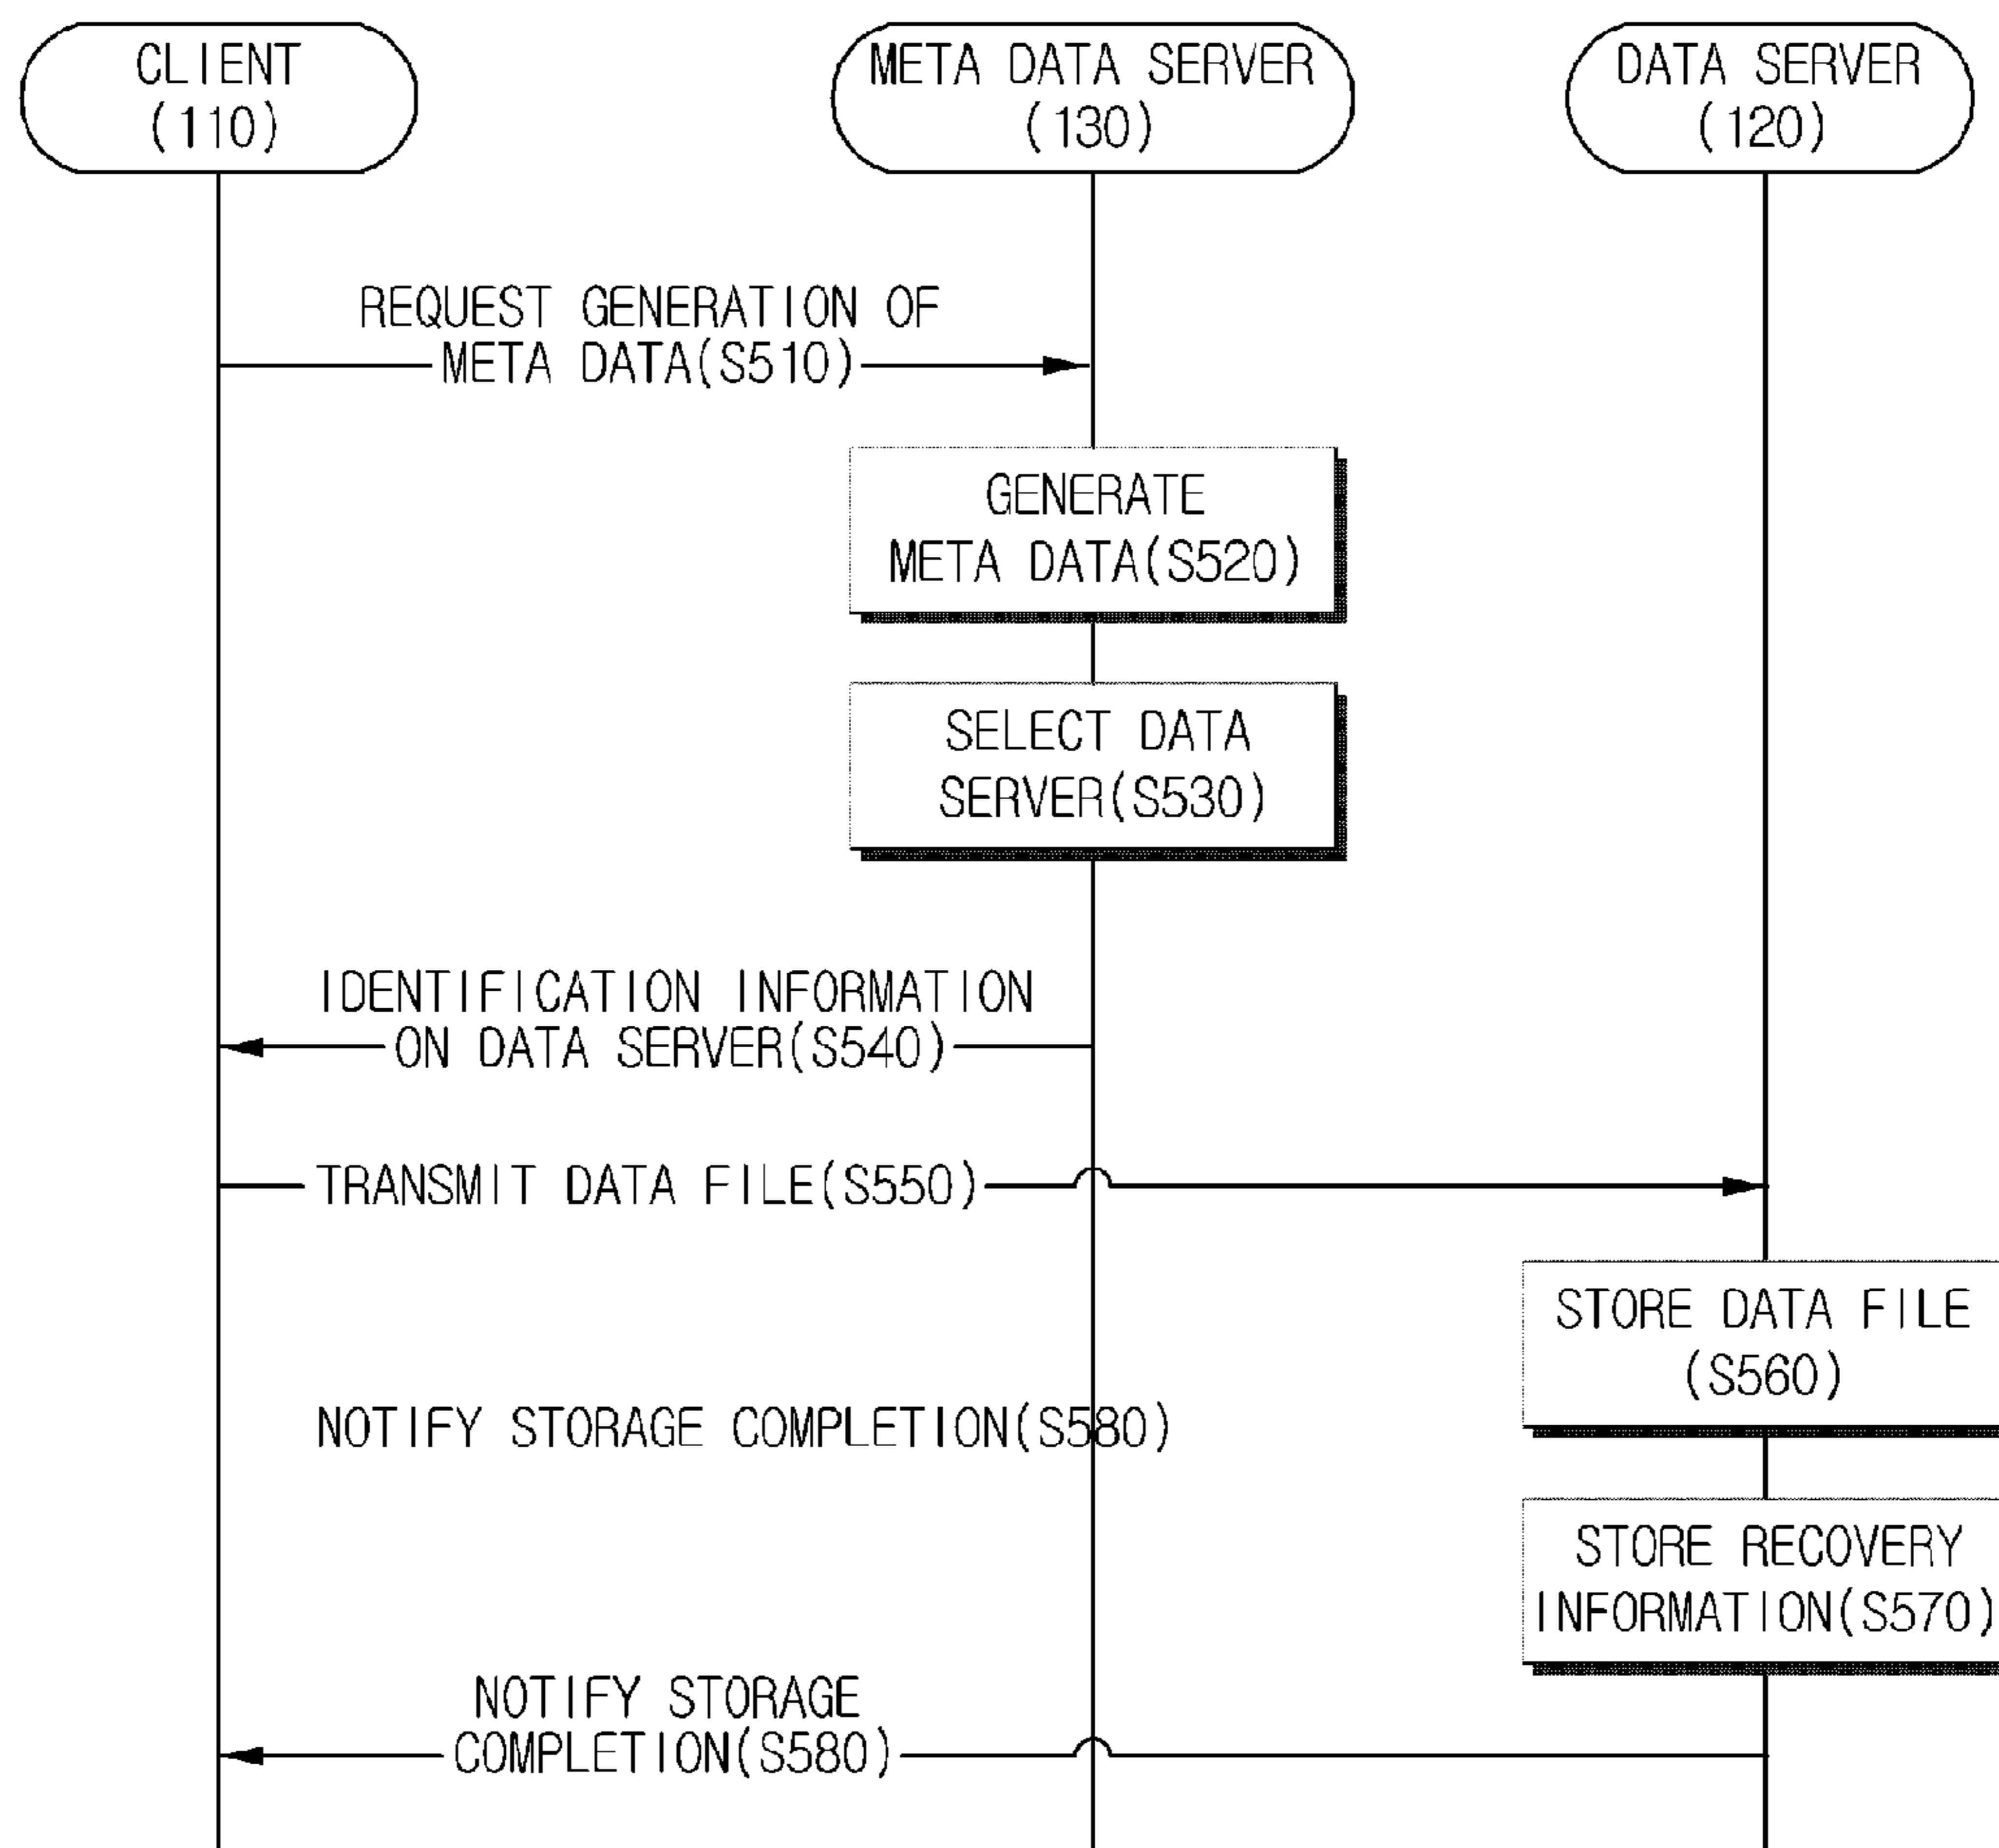 CLIENT
(110)
META DATA SERVER
(130)
DATA SERVER
(120)
REQUEST GENERATION OF
META DATA(S510)
GENERATE
META DATA(S520)
SELECT DATA
SERVER(S530)
IDENTIFICATION INFORMATION
ON DATA SERVER(S540)
TRANSMIT DATA FILE(S550)
STORE DATA FILE
(S560)
NOTIFY STORAGE COMPLETION(S580)
STORE RECOVERY
INFORMATION(S570)
NOTIFY STORAGE
COMPLETION(S580)